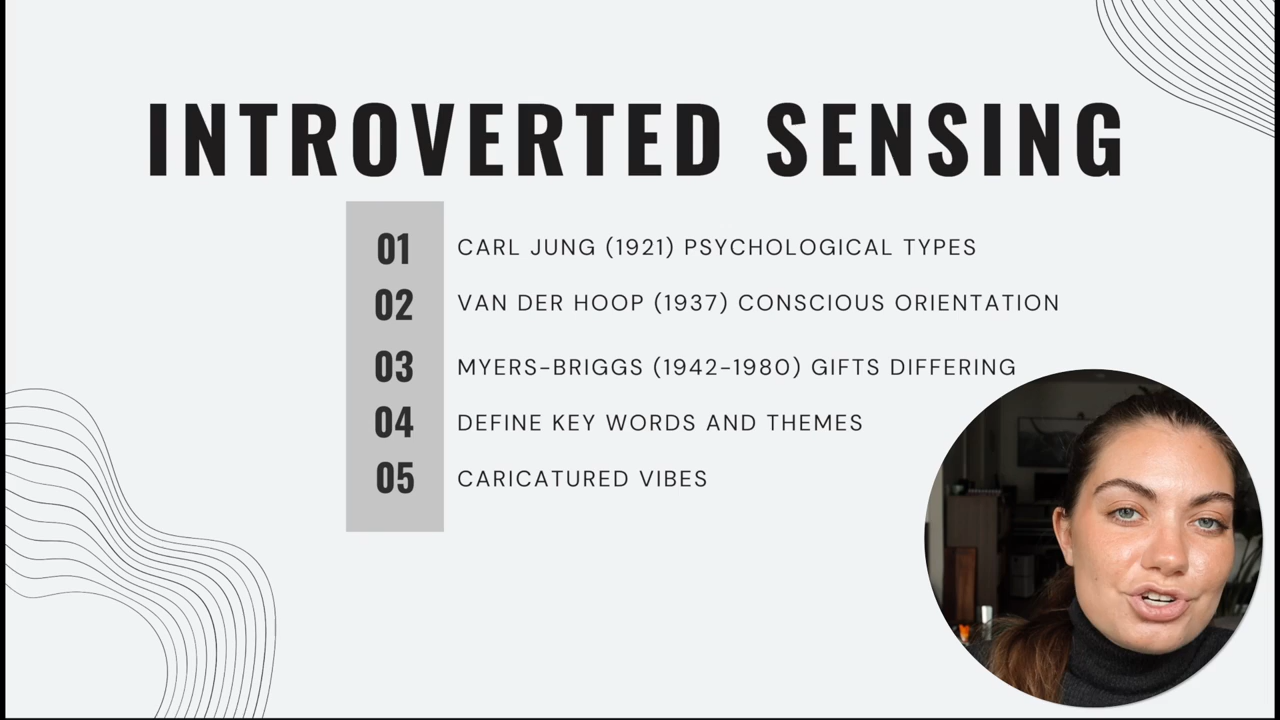 INTROVERTED SENSING
01 CARL JUNG (1921) PSYCHOLOGICAL TYPES
02 VAN DER HOOP (1937) CONSCIOUS ORIENTATION
03 MYERS-BRIGGS (1942-1980) GIFTS DIFFERING
04 DEFINE KEY WORDS AND THEMES
05 CARICATURED VIBES